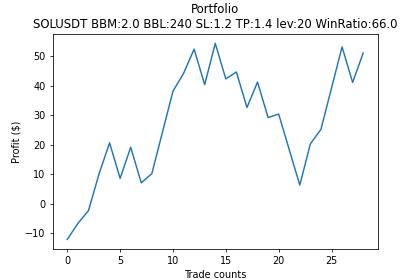 Portfolio
SOLUSDT BBM:2.0 BBL:240 SL:1.2 TP:1.4 lev:20 WinRatio:66.0
50
40
30
20
10
0
−10
Profit ($)
0 5 10 15 20 25
Trade counts